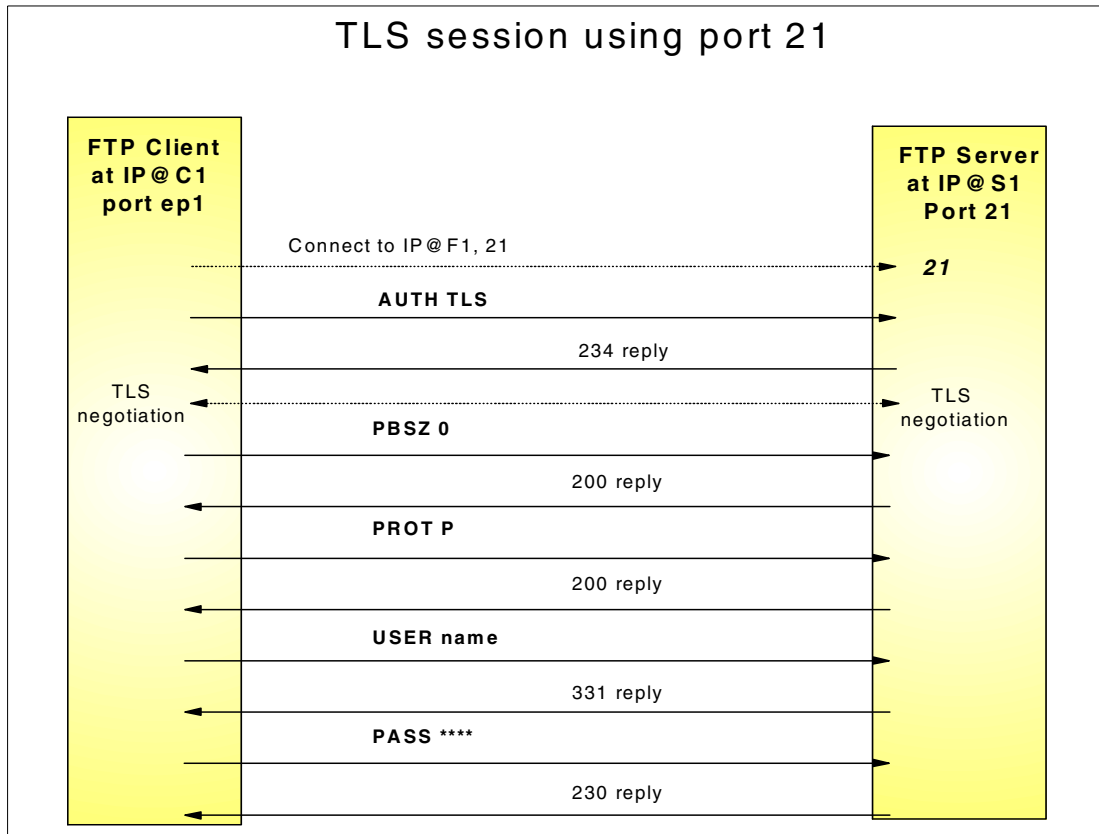 TLS session using port 21
FTP Client
at IP@C1
port ep1
FTP Server
at IP@S1
Port 21
Connect to IP@F1, 21
21
AUTH TLS
234 reply
TLS
negotiation
TLS
negotiation
PBSZ 0
200 reply
PROT P
200 reply
USER name
331 reply
PASS ****
230 reply